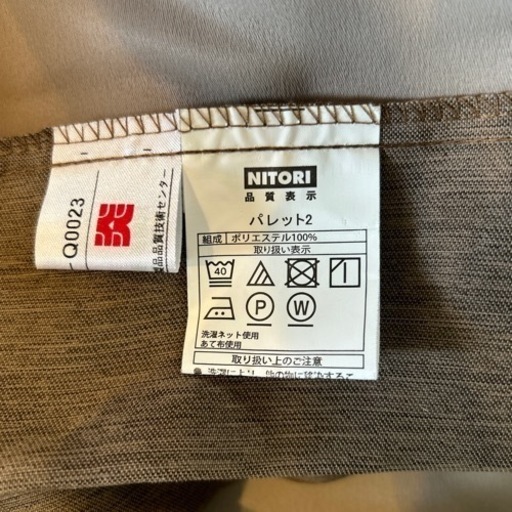 NITORI
品質表示
パレット2
組成 ポリエステル100%
取り扱い表示
40
P W
洗濯ネット使用
あて布使用
取り扱い上のご注意
Q0023
品品質技術センター